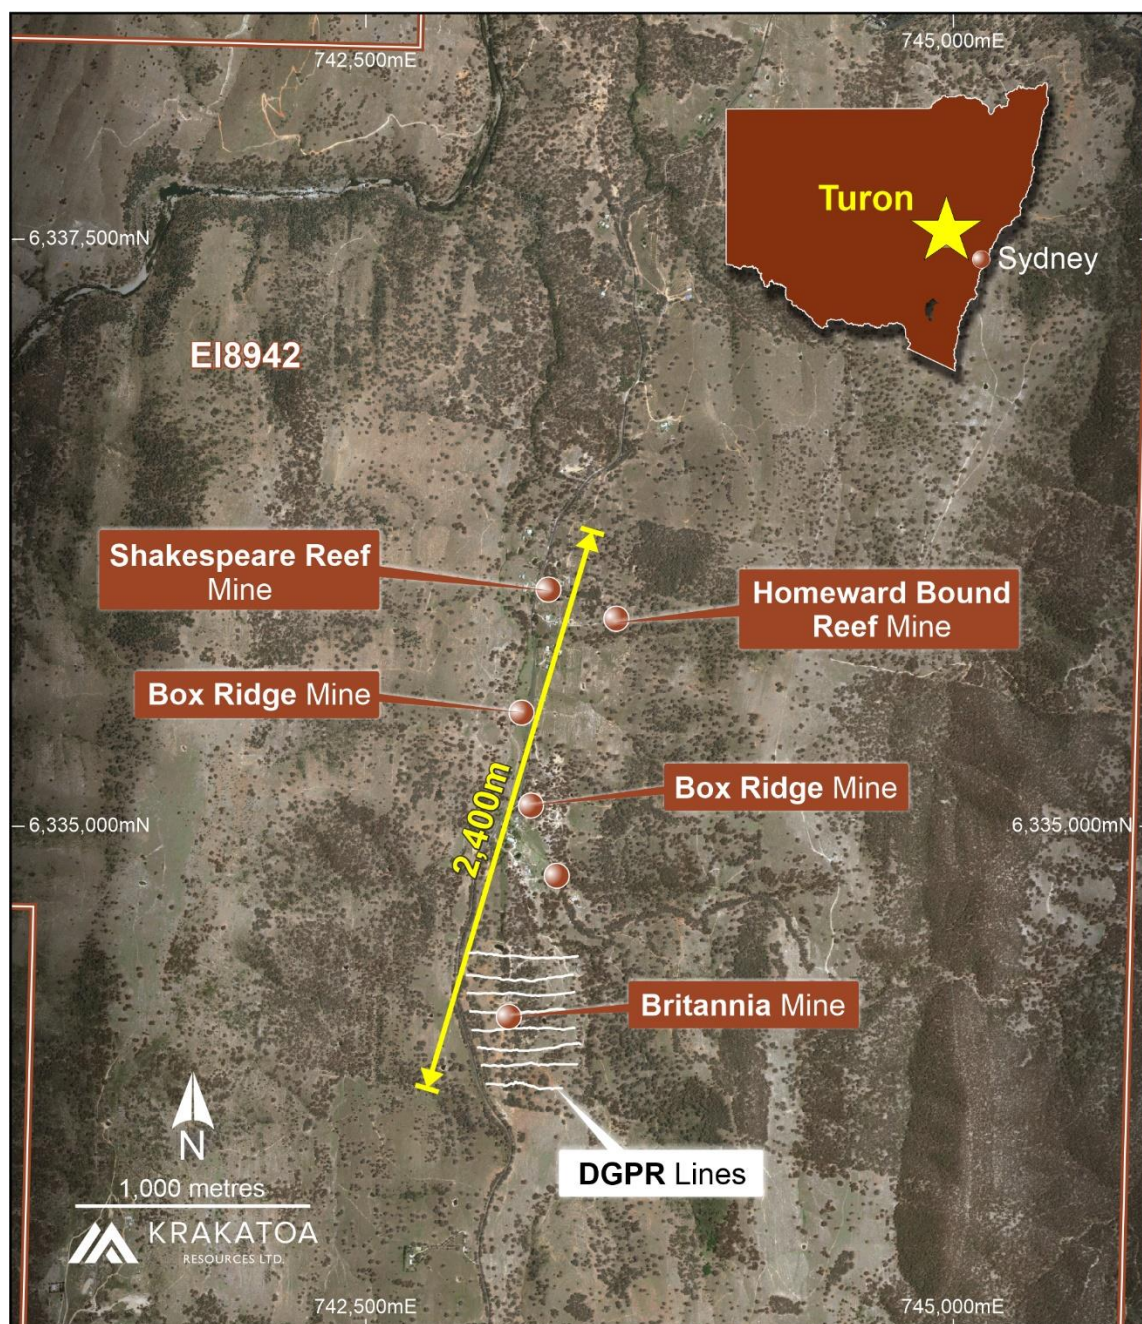 742,500mE
745,000mE
Turon
Sydney
6,337,500mN
El8942
Shakespeare Reef
Mine
Homeward Bound
Reef Mine
Box Ridge Mine
2,400m
Box Ridge Mine
6,335,000mN
6,335,000mN
Britannia Mine
DGPR Lines
N
1,000 metres
KRAKATOA
RESOURCES LTD.
742,500mE
745,000mE